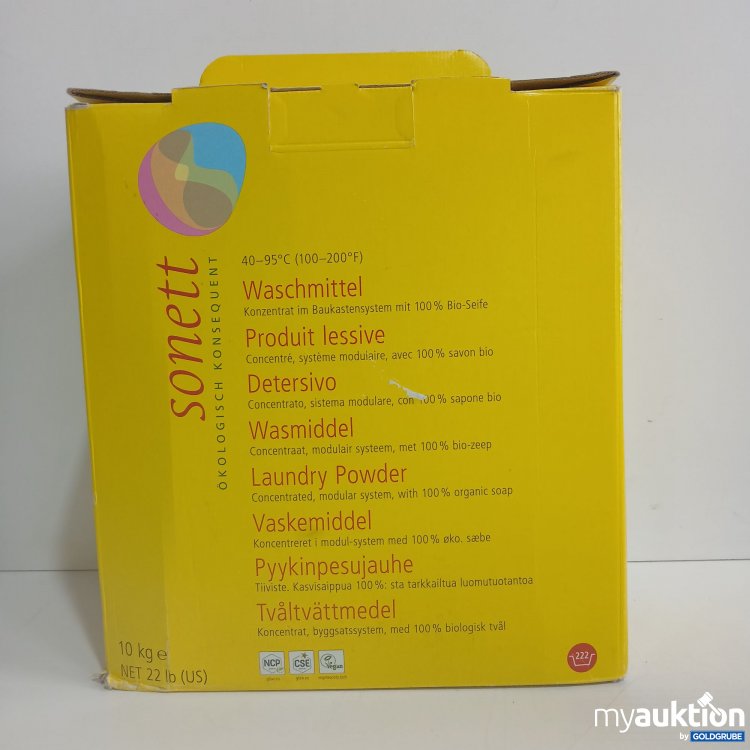 sonett
ÖKOLOGISCH KONSEQUENT
40–95°C (100–200°F)
Waschmittel
Konzentrat im Baukastensystem mit 100% Bio-Seife
Produit lessive
Concentré, système modulaire, avec 100% savon bio
Detersivo
Concentrato, sistema modulare, con 100% sapone bio
Wasmiddel
Concentraat, modulair systeem, met 100% bio-zeep
Laundry Powder
Concentrated, modular system, with 100% organic soap
Vaskemiddel
Koncentreret i modul-system med 100% øko. sæbe
Pyykinpesujauhe
Tiiviste. Kasvisaippua 100%: sta tarkkailtua luomutuotantoa
Tvåltvättmedel
Koncentrat, byggsatssystem, med 100% biologisk tvål
10 kg e
NET 22 lb (US)
NCP
CSE
vegan
222
myauktion
by GOLDGRUBE